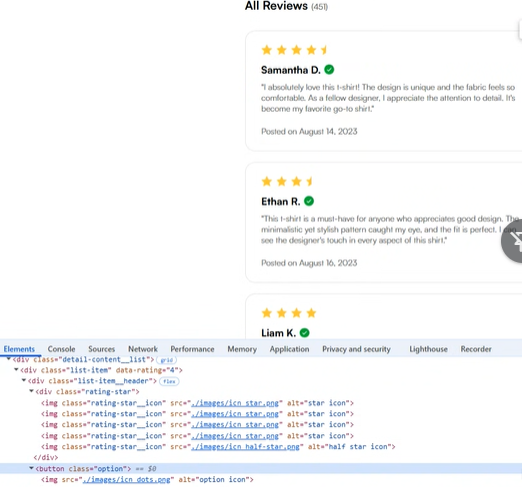 All Reviews (451)
Samantha D.
"I absolutely love this t-shirt! The design is unique and the fabric feels so
comfortable. As a fellow designer, I appreciate the attention to detail. It's
become my favorite go-to shirt."
Posted on August 14, 2023
Ethan R.
"This t-shirt is a must-have for anyone who appreciates good design. The
minimalistic yet stylish pattern caught my eye, and the fit is perfect. I can
see the designer's touch in every aspect of this shirt."
Posted on August 16, 2023
Liam K.
Elements Console Sources Network Performance Memory Application Privacy and security Lighthouse Recorder
<div class="detail-content__list"> grid
<div class="list-item" data-rating="4">
<div class="list-item__header"> flex
<div class="rating-star">
<img class="rating-star__icon" src="./images/icn_star.png" alt="star icon">
<img class="rating-star__icon" src="./images/icn_star.png" alt="star icon">
<img class="rating-star__icon" src="./images/icn_star.png" alt="star icon">
<img class="rating-star__icon" src="./images/icn_star.png" alt="star icon">
<img class="rating-star__icon" src="./images/icn_half-star.png" alt="half star icon">
</div>
<button class="option"> == $0
<img src="./images/icn_dots.png" alt="option icon">